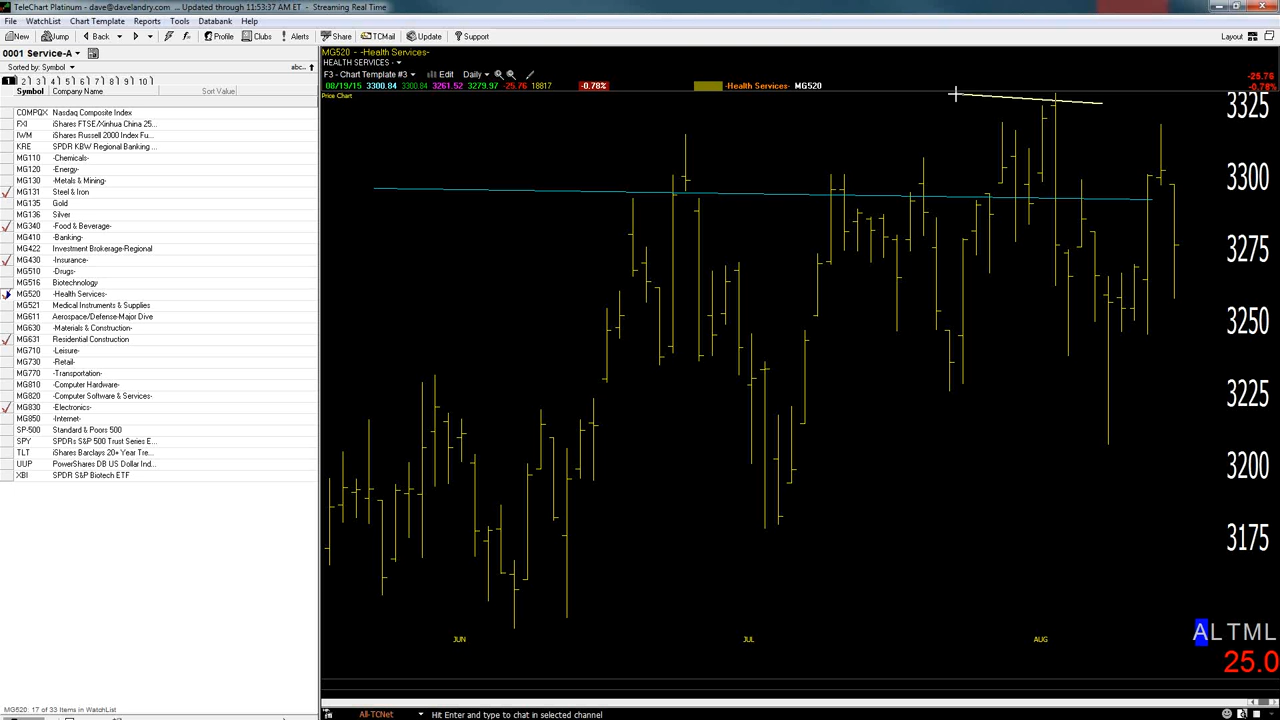 TeleChart Platinum - dave@davelandry.com ... Updated through 11:53:37 AM ET - Streaming Real Time
File WatchList Chart Template Reports Tools Databank Help
New Back Profile Clubs Alerts Share TCMail Update Support Layout
0001 Service-A
Sorted by: Symbol abc..
1 2 3 4 5 6 7 8 9 10
Symbol Company Name Sort Value
COMPQX Nasdaq Composite Index
FXI iShares FTSE/Xinhua China 25...
IWM iShares Russell 2000 Index Fu...
KRE SPDR KBW Regional Banking ...
MG110 -Chemicals-
MG120 -Energy-
MG130 -Metals & Mining-
MG131 Steel & Iron
MG135 Gold
MG136 Silver
MG340 -Food & Beverage-
MG410 -Banking-
MG422 Investment Brokerage-Regional
MG430 -Insurance-
MG510 -Drugs-
MG516 Biotechnology
MG520 -Health Services-
MG521 Medical Instruments & Supplies
MG611 Aerospace/Defense-Major Dive
MG630 -Materials & Construction-
MG631 Residential Construction
MG710 -Leisure-
MG730 -Retail-
MG770 -Transportation-
MG810 -Computer Hardware-
MG820 -Computer Software & Services-
MG830 -Electronics-
MG850 -Internet-
SP-500 Standard & Poors 500
SPY SPDRs S&P 500 Trust Series E...
TLT iShares Barclays 20+ Year Tre...
UUP PowerShares DB US Dollar Ind...
XBI SPDR S&P Biotech ETF
MG520: 17 of 33 Items in WatchList
MG520 - -Health Services-
HEALTH SERVICES -
F3 - Chart Template #3 Edit Daily
08/19/15 3300.84 3300.84 3261.52 3279.97 -25.76 18817 -0.78% -Health Services- MG520
Price Chart
-25.76
-0.78%
3325
3300
3275
3250
3225
3200
3175
JUN JUL AUG
ALTML
25.0
All-TCNet Hit Enter and type to chat in selected channel